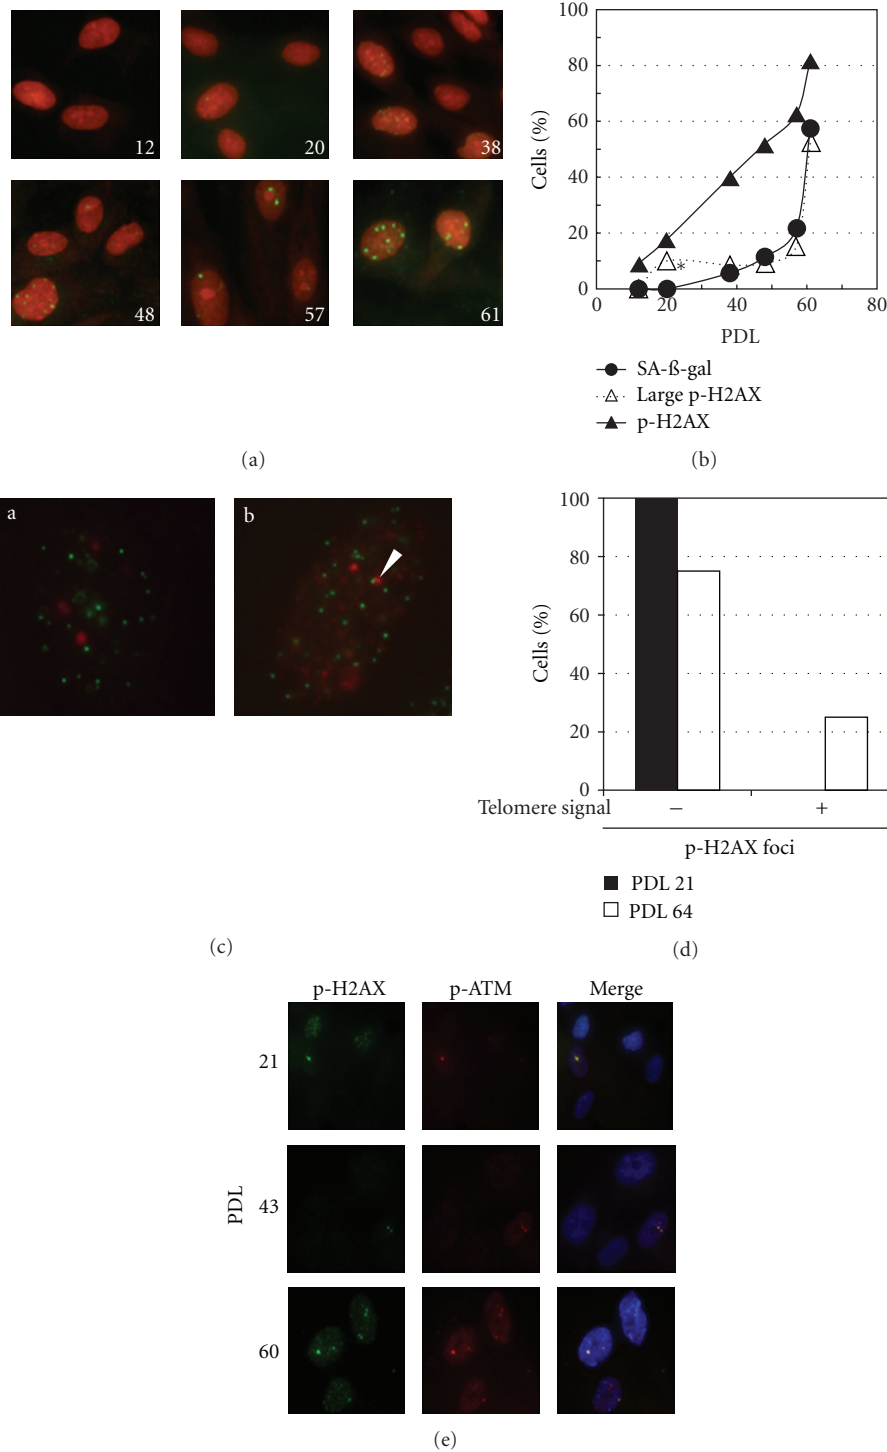 12
20
38
48
57
61
(a)
100
80
60
40
20
0
Cells (%)
0 20 40 60 80
PDL
SA-ß-gal
Large p-H2AX
p-H2AX
*
(b)
a
b
(c)
100
80
60
40
20
0
Cells (%)
Telomere signal − +
p-H2AX foci
PDL 21
PDL 64
(d)
p-H2AX p-ATM Merge
21
43
60
PDL
(e)